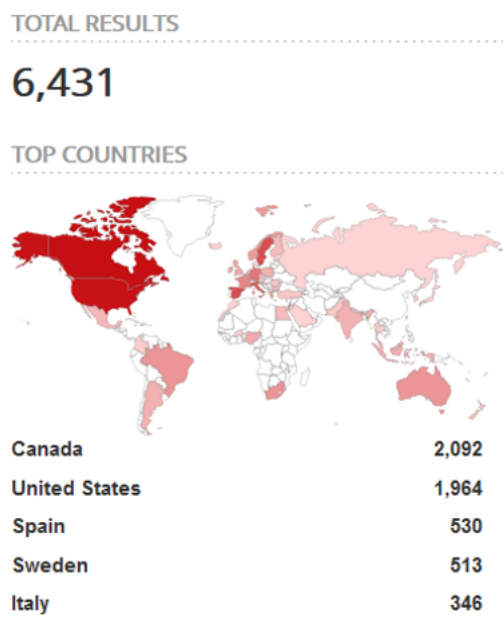 TOTAL RESULTS
6,431
TOP COUNTRIES
Canada 2,092
United States 1,964
Spain 530
Sweden 513
Italy 346